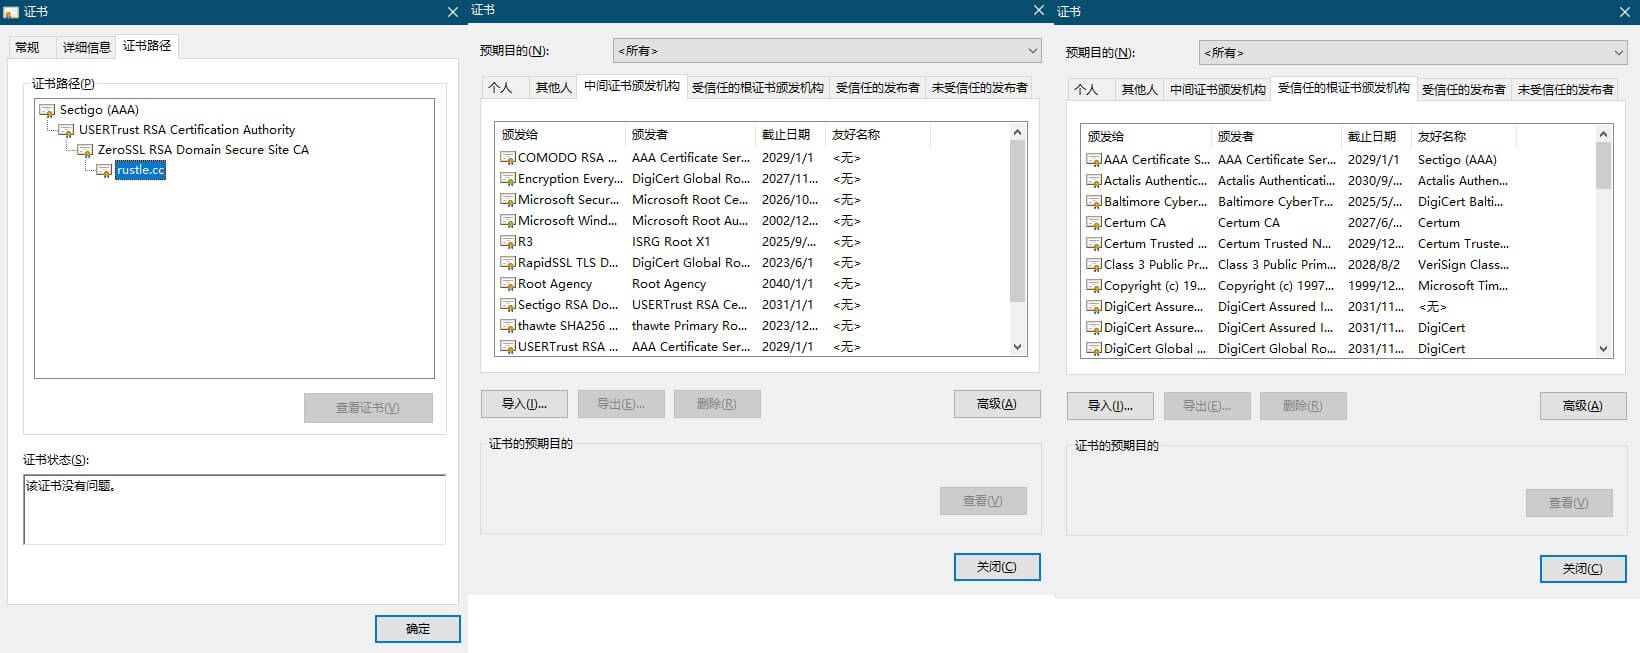 证书
常规 详细信息 证书路径
证书路径(P)
Sectigo (AAA)
USERTrust RSA Certification Authority
ZeroSSL RSA Domain Secure Site CA
rustle.cc
查看证书(V)
证书状态(S):
该证书没有问题。
确定
证书
预期目的(N): <所有>
个人 其他人 中间证书颁发机构 受信任的根证书颁发机构 受信任的发布者 未受信任的发布者
颁发给 颁发者 截止日期 友好名称
COMODO RSA ... AAA Certificate Ser... 2029/1/1 <无>
Encryption Every... DigiCert Global Ro... 2027/11... <无>
Microsoft Secur... Microsoft Root Ce... 2026/10... <无>
Microsoft Wind... Microsoft Root Au... 2002/12... <无>
R3 ISRG Root X1 2025/9/... <无>
RapidSSL TLS D... DigiCert Global Ro... 2023/6/1 <无>
Root Agency Root Agency 2040/1/1 <无>
Sectigo RSA Do... USERTrust RSA Ce... 2031/1/1 <无>
thawte SHA256 ... thawte Primary Ro... 2023/12... <无>
USERTrust RSA ... AAA Certificate Ser... 2029/1/1 <无>
导入(I)... 导出(E)... 删除(R) 高级(A)
证书的预期目的
查看(V)
关闭(C)
证书
预期目的(N): <所有>
个人 其他人 中间证书颁发机构 受信任的根证书颁发机构 受信任的发布者 未受信任的发布者
颁发给 颁发者 截止日期 友好名称
AAA Certificate S... AAA Certificate Ser... 2029/1/1 Sectigo (AAA)
Actalis Authentic... Actalis Authenticati... 2030/9/... Actalis Authen...
Baltimore Cyber... Baltimore CyberTr... 2025/5/... DigiCert Balti...
Certum CA Certum CA 2027/6/... Certum
Certum Trusted ... Certum Trusted N... 2029/12... Certum Truste...
Class 3 Public Pr... Class 3 Public Prim... 2028/8/2 VeriSign Class...
Copyright (c) 19... Copyright (c) 1997... 1999/12... Microsoft Tim...
DigiCert Assure... DigiCert Assured I... 2031/11... <无>
DigiCert Assure... DigiCert Assured I... 2031/11... DigiCert
DigiCert Global ... DigiCert Global Ro... 2031/11... DigiCert
导入(I)... 导出(E)... 删除(R) 高级(A)
证书的预期目的
查看(V)
关闭(C)